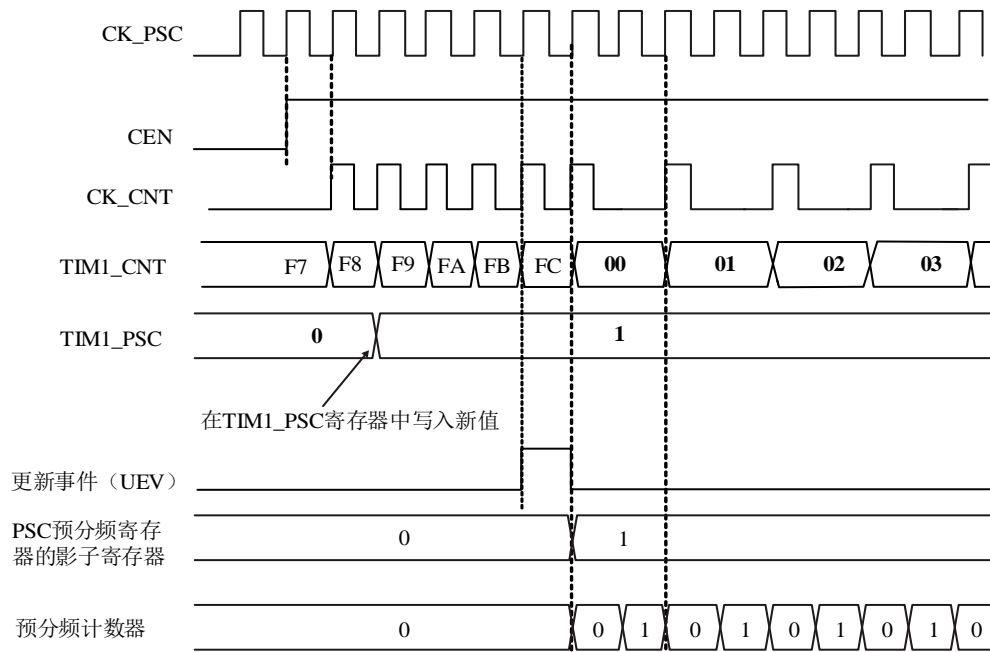 CK_PSC
CEN
CK_CNT
TIM1_CNT F7 F8 F9 FA FB FC 00 01 02 03
TIM1_PSC 0 1
在TIM1_PSC寄存器中写入新值
更新事件（UEV）
PSC预分频寄存
器的影子寄存器 0 1
预分频计数器 0 0 1 0 1 0 1 0 1 0